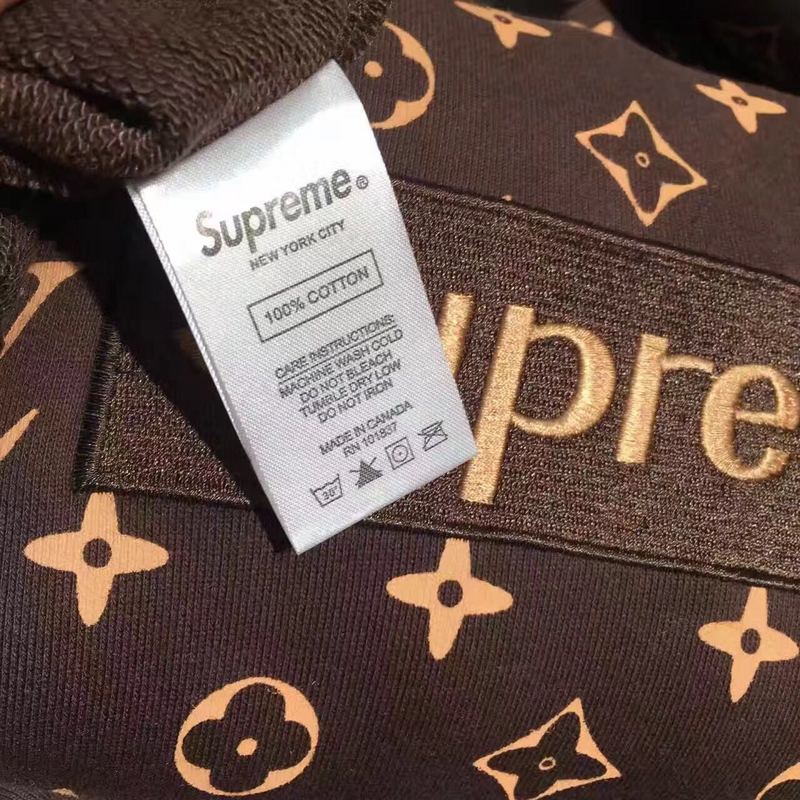 Supreme®
NEW YORK CITY
100% COTTON
CARE INSTRUCTIONS:
MACHINE WASH COLD
DO NOT BLEACH
TUMBLE DRY LOW
DO NOT IRON
MADE IN CANADA
RN 101837
30°
upre